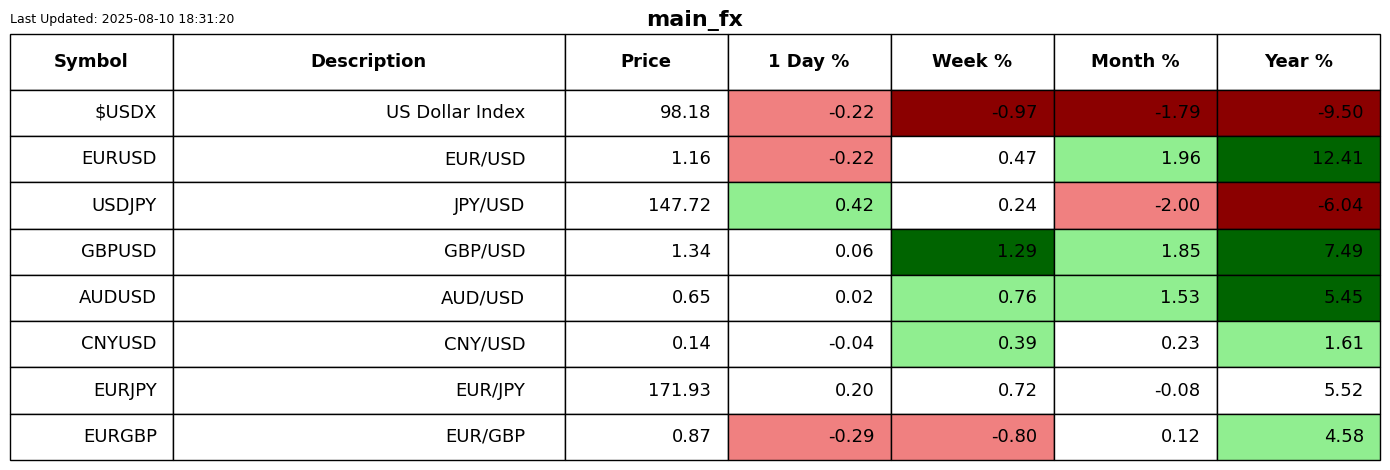 Last Updated: 2025-08-10 18:31:20
main_fx
Symbol Description Price 1 Day % Week % Month % Year %
$USDX US Dollar Index 98.18 -0.22 -0.97 -1.79 -9.50
EURUSD EUR/USD 1.16 -0.22 0.47 1.96 12.41
USDJPY JPY/USD 147.72 0.42 0.24 -2.00 -6.04
GBPUSD GBP/USD 1.34 0.06 1.29 1.85 7.49
AUDUSD AUD/USD 0.65 0.02 0.76 1.53 5.45
CNYUSD CNY/USD 0.14 -0.04 0.39 0.23 1.61
EURJPY EUR/JPY 171.93 0.20 0.72 -0.08 5.52
EURGBP EUR/GBP 0.87 -0.29 -0.80 0.12 4.58